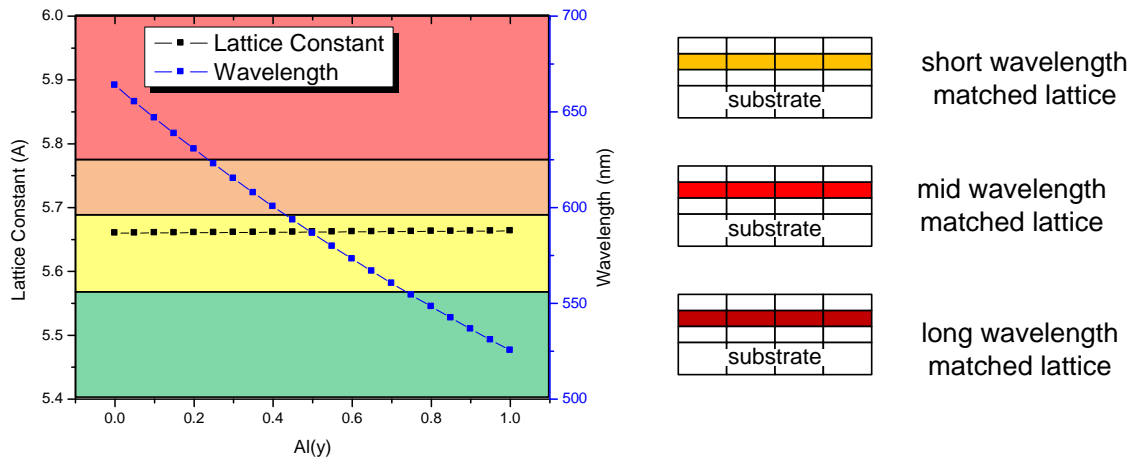 Lattice Constant
Wavelength
6.0
5.9
5.8
5.7
5.6
5.5
5.4
Lattice Constant (A)
0.0
0.2
0.4
0.6
0.8
1.0
Al(y)
700
650
600
550
500
Wavelength (nm)
substrate
short wavelength
matched lattice
substrate
mid wavelength
matched lattice
substrate
long wavelength
matched lattice